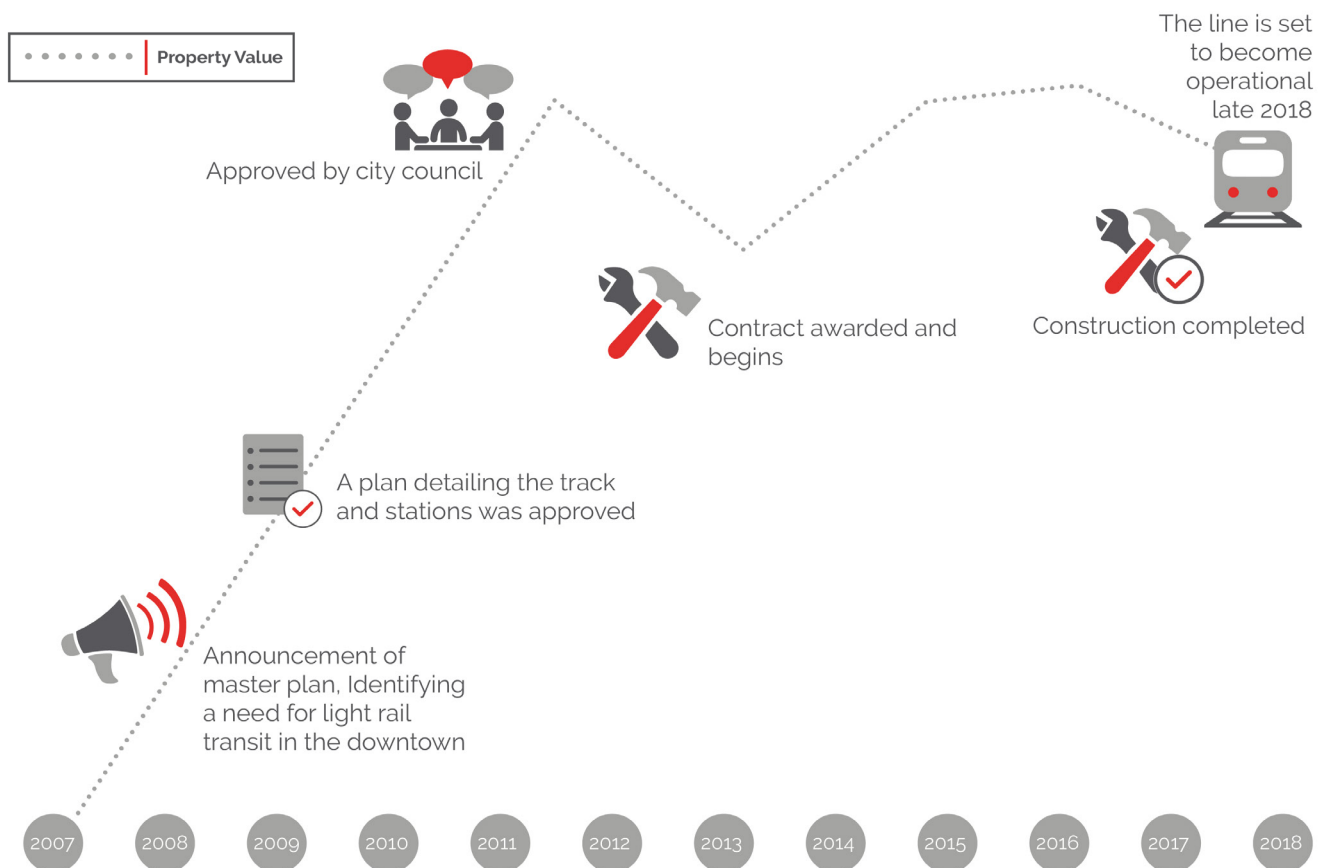 Property Value
The line is set
to become
operational
late 2018
Approved by city council
Contract awarded and
begins
Construction completed
A plan detailing the track
and stations was approved
Announcement of
master plan, Identifying
a need for light rail
transit in the downtown
2007 2008 2009 2010 2011 2012 2013 2014 2015 2016 2017 2018